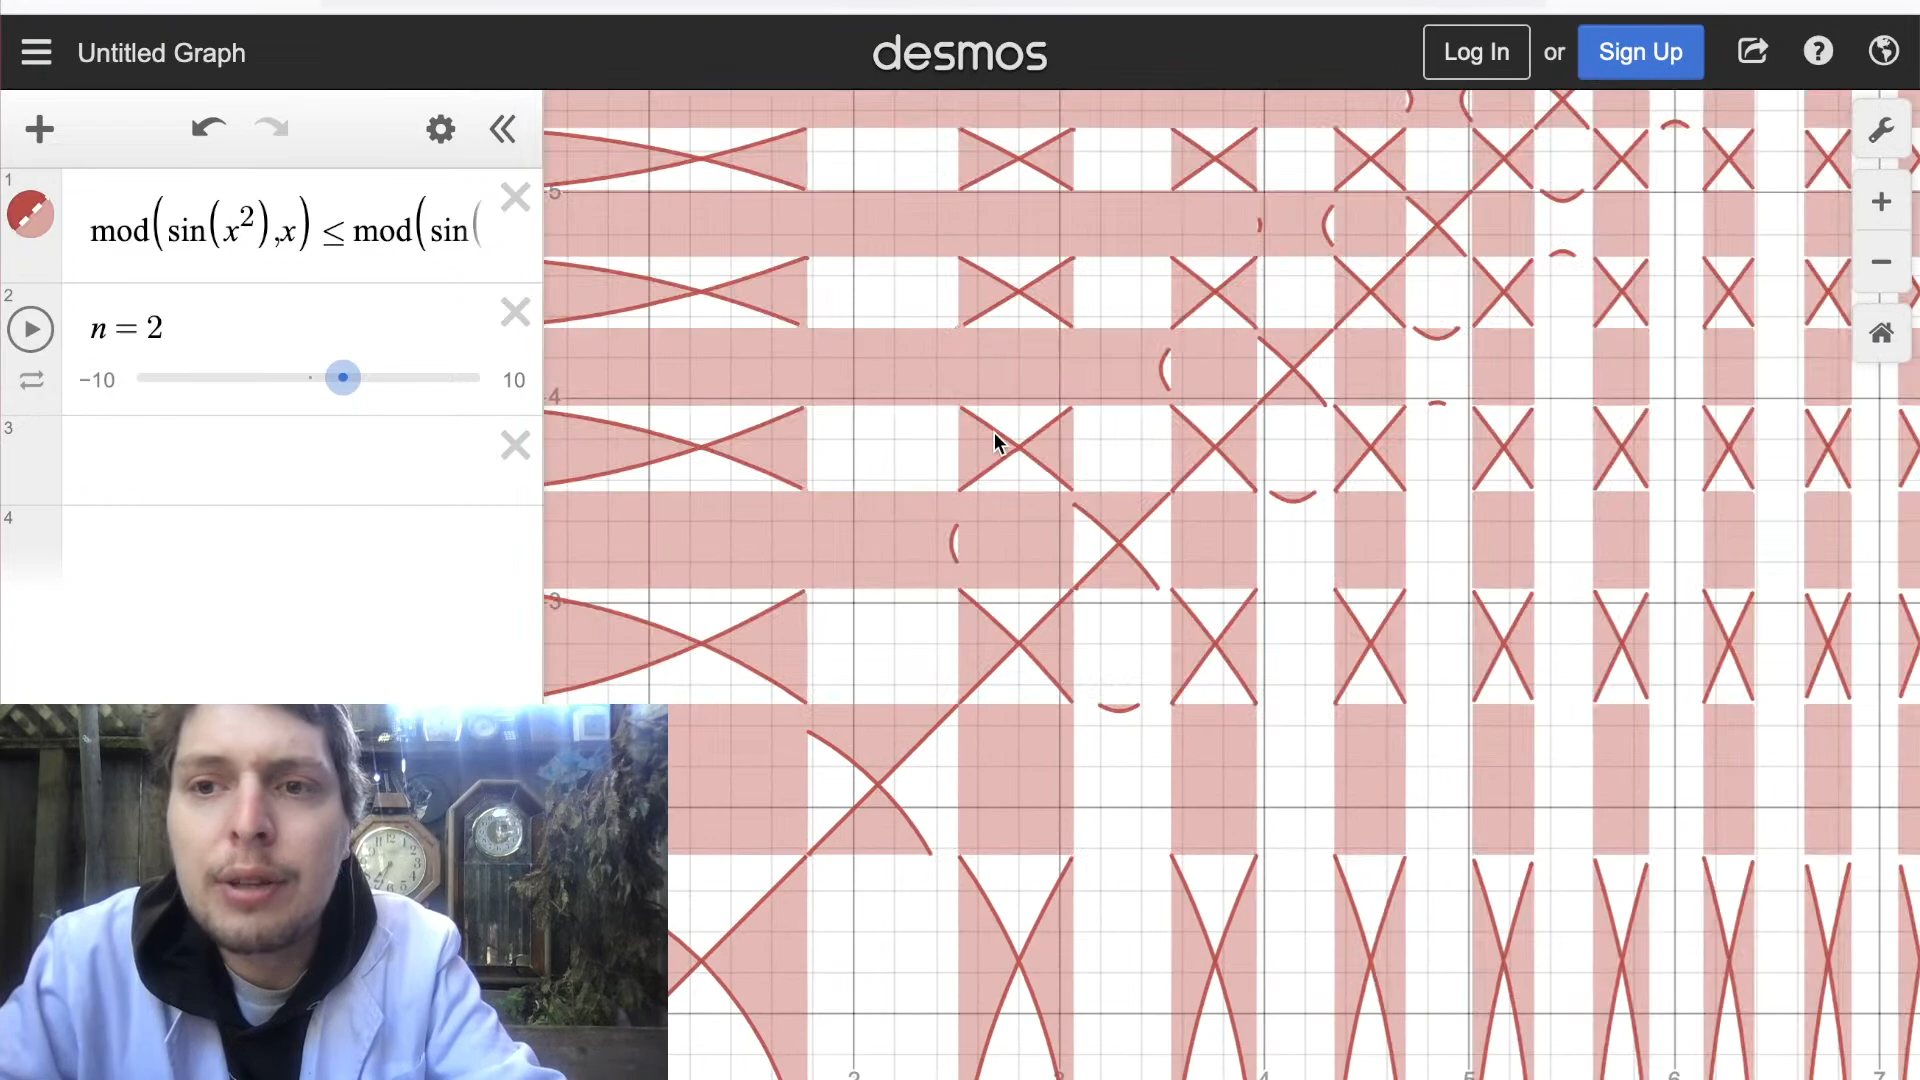 Untitled Graph
desmos
Log In
or
Sign Up
1
mod(sin(x²),x) ≤ mod(sin(
2
n = 2
−10
10
3
4
5
4
3
2
3
4
5
6
7